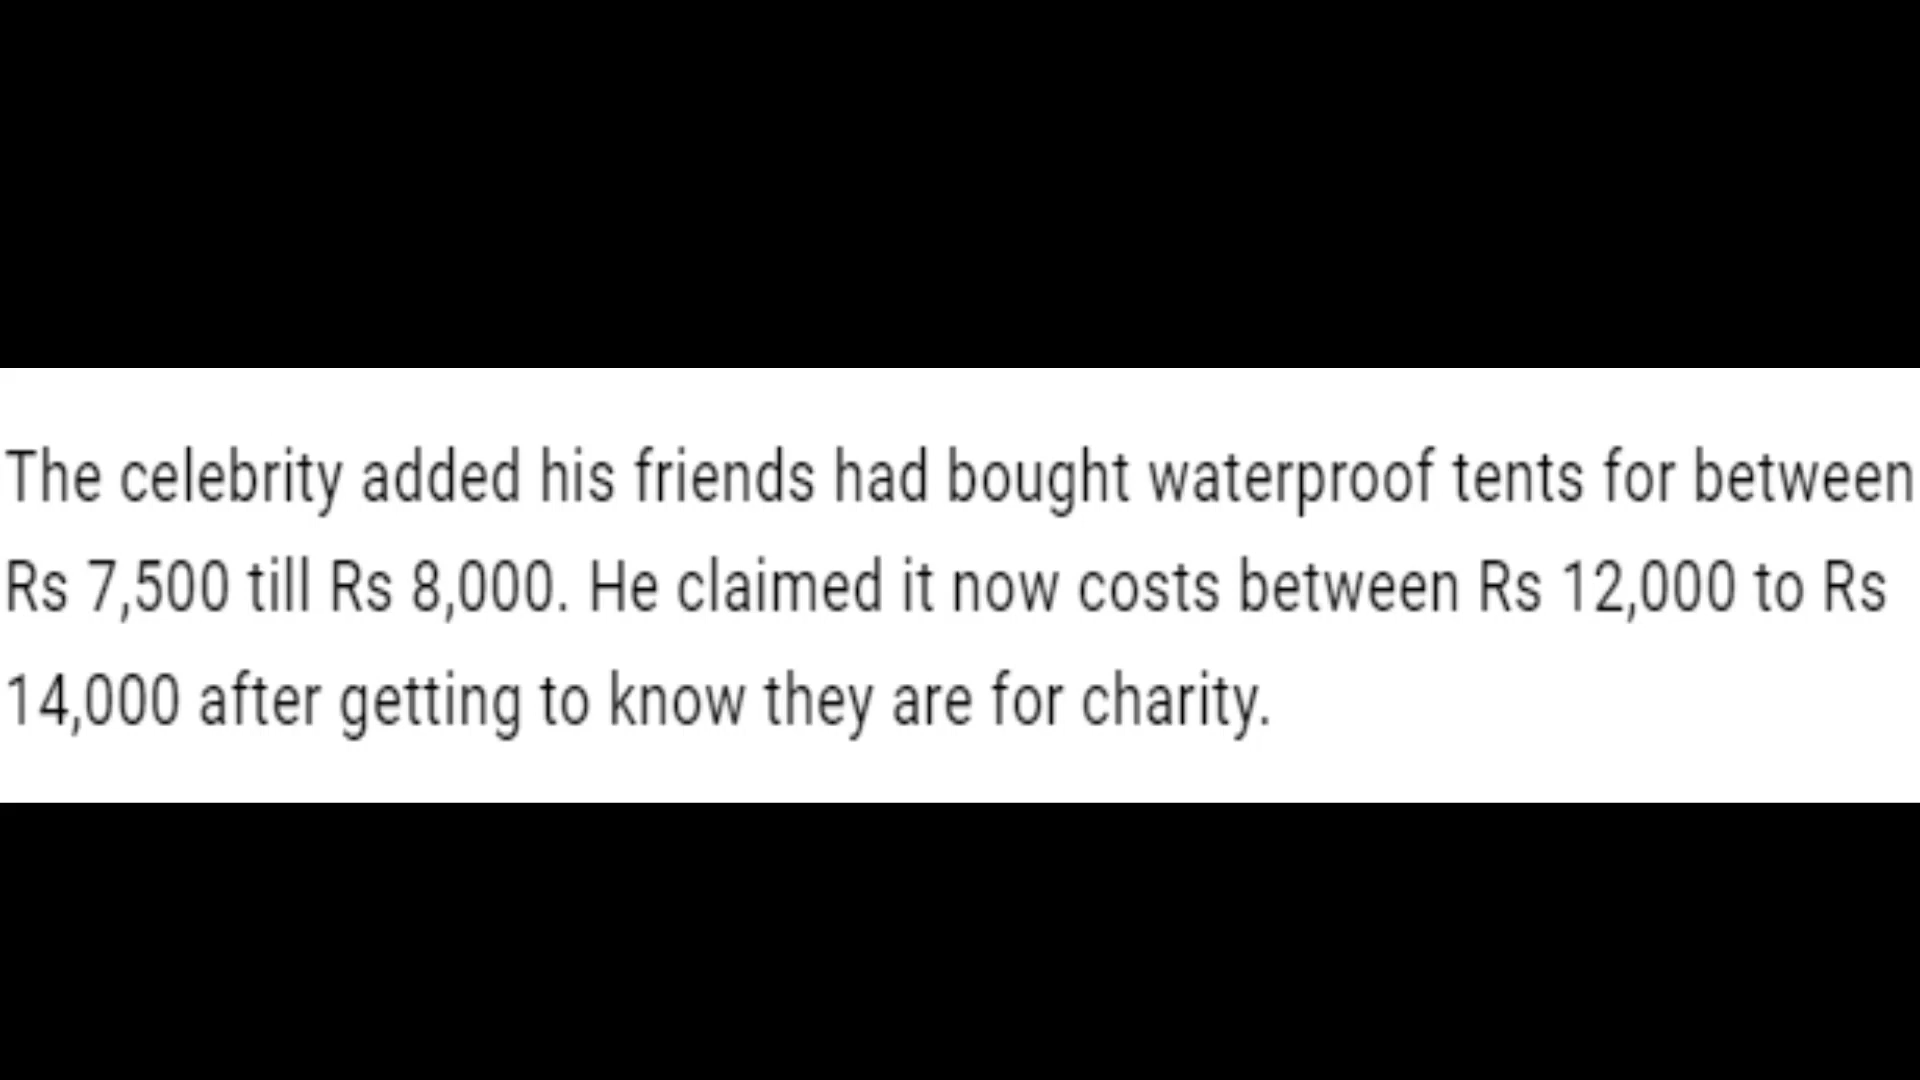 The celebrity added his friends had bought waterproof tents for between
Rs 7,500 till Rs 8,000. He claimed it now costs between Rs 12,000 to Rs
14,000 after getting to know they are for charity.